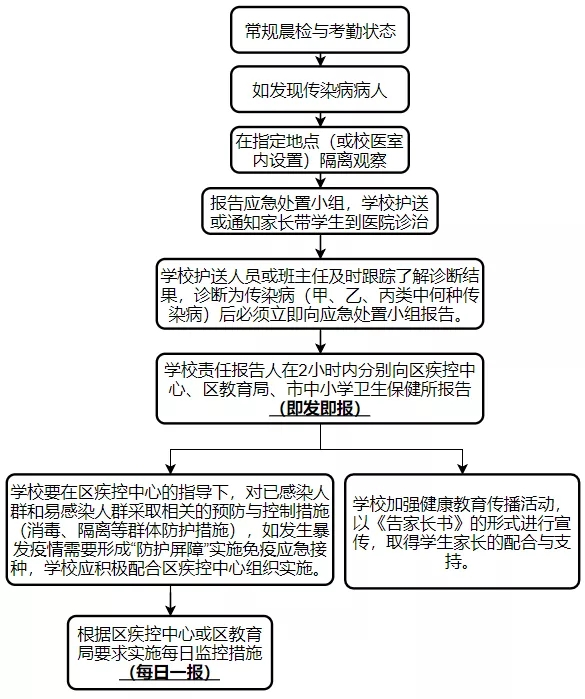 常规晨检与考勤状态
如发现传染病病人
在指定地点（或校医室
内设置）隔离观察
报告应急处置小组，学校护送
或通知家长带学生到医院诊治
学校护送人员或班主任及时跟踪了解诊断结
果，诊断为传染病（甲、乙、丙类中何种传
染病）后必须立即向应急处置小组报告。
学校责任报告人在2小时内分别向区疾控中
心、区教育局、市中小学卫生保健所报告
（即发即报）
学校要在区疾控中心的指导下，对已感染人
群和易感染人群采取相关的预防与控制措施
（消毒、隔离等群体防护措施），如发生暴
发疫情需要形成“防护屏障”实施免疫应急接
种，学校应积极配合区疾控中心组织实施。
学校加强健康教育传播活动，
以《告家长书》的形式进行宣
传，取得学生家长的配合与支
持。
根据区疾控中心或区教育
局要求实施每日监控措施
（每日一报）